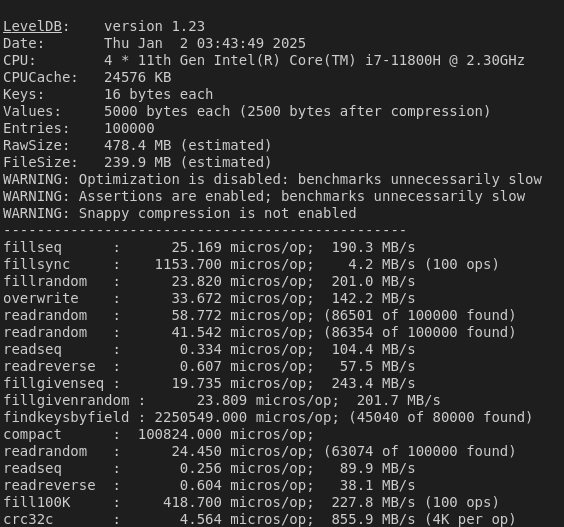 LevelDB:    version 1.23
Date:       Thu Jan  2 03:43:49 2025
CPU:        4 * 11th Gen Intel(R) Core(TM) i7-11800H @ 2.30GHz
CPUCache:   24576 KB
Keys:       16 bytes each
Values:     5000 bytes each (2500 bytes after compression)
Entries:    100000
RawSize:    478.4 MB (estimated)
FileSize:   239.9 MB (estimated)
WARNING: Optimization is disabled: benchmarks unnecessarily slow
WARNING: Assertions are enabled; benchmarks unnecessarily slow
WARNING: Snappy compression is not enabled
------------------------------------------------
fillseq      :      25.169 micros/op;  190.3 MB/s
fillsync     :    1153.700 micros/op;    4.2 MB/s (100 ops)
fillrandom   :      23.820 micros/op;  201.0 MB/s
overwrite    :      33.672 micros/op;  142.2 MB/s
readrandom   :      58.772 micros/op; (86501 of 100000 found)
readrandom   :      41.542 micros/op; (86354 of 100000 found)
readseq      :       0.334 micros/op;  104.4 MB/s
readreverse  :       0.607 micros/op;   57.5 MB/s
fillgivenseq :      19.735 micros/op;  243.4 MB/s
fillgivenrandom :      23.809 micros/op;  201.7 MB/s
findkeysbyfield : 2250549.000 micros/op; (45040 of 80000 found)
compact      :  100824.000 micros/op;
readrandom   :      24.450 micros/op; (63074 of 100000 found)
readseq      :       0.256 micros/op;   89.9 MB/s
readreverse  :       0.604 micros/op;   38.1 MB/s
fill100K     :     418.700 micros/op;  227.8 MB/s (100 ops)
crc32c       :       4.564 micros/op;  855.9 MB/s (4K per op)